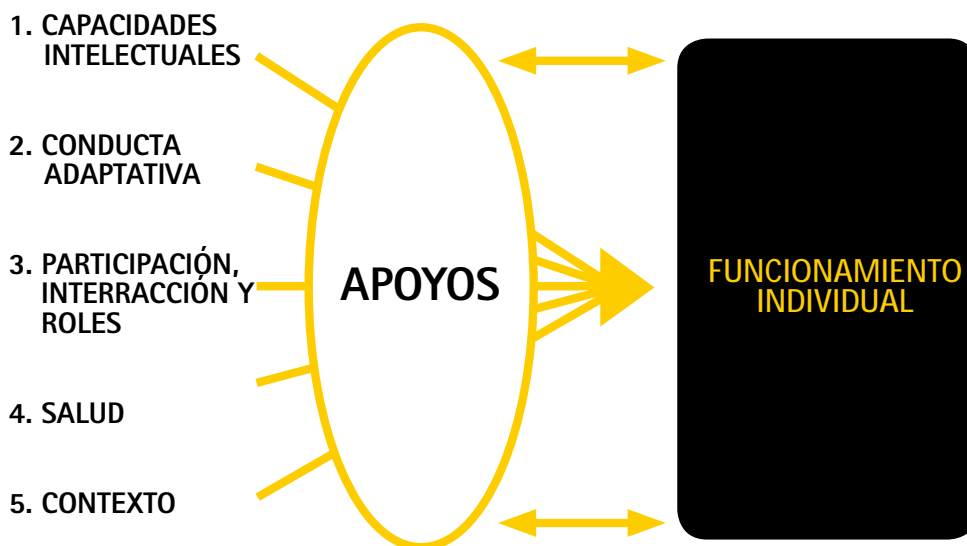 1. CAPACIDADES
INTELECTUALES
2. CONDUCTA
ADAPTATIVA
3. PARTICIPACIÓN,
INTERRACCIÓN Y
ROLES
4. SALUD
5. CONTEXTO
APOYOS
FUNCIONAMIENTO
INDIVIDUAL